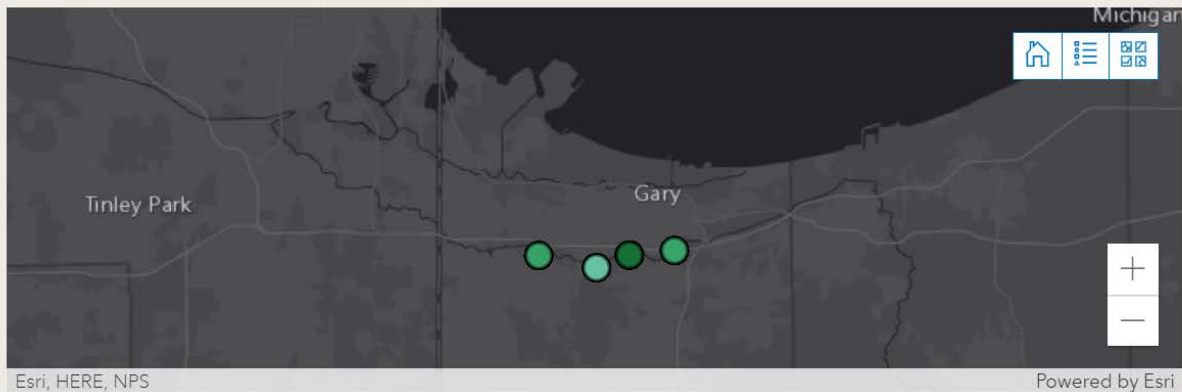 Michigan
Tinley Park
Gary
Esri, HERE, NPS
Powered by Esri